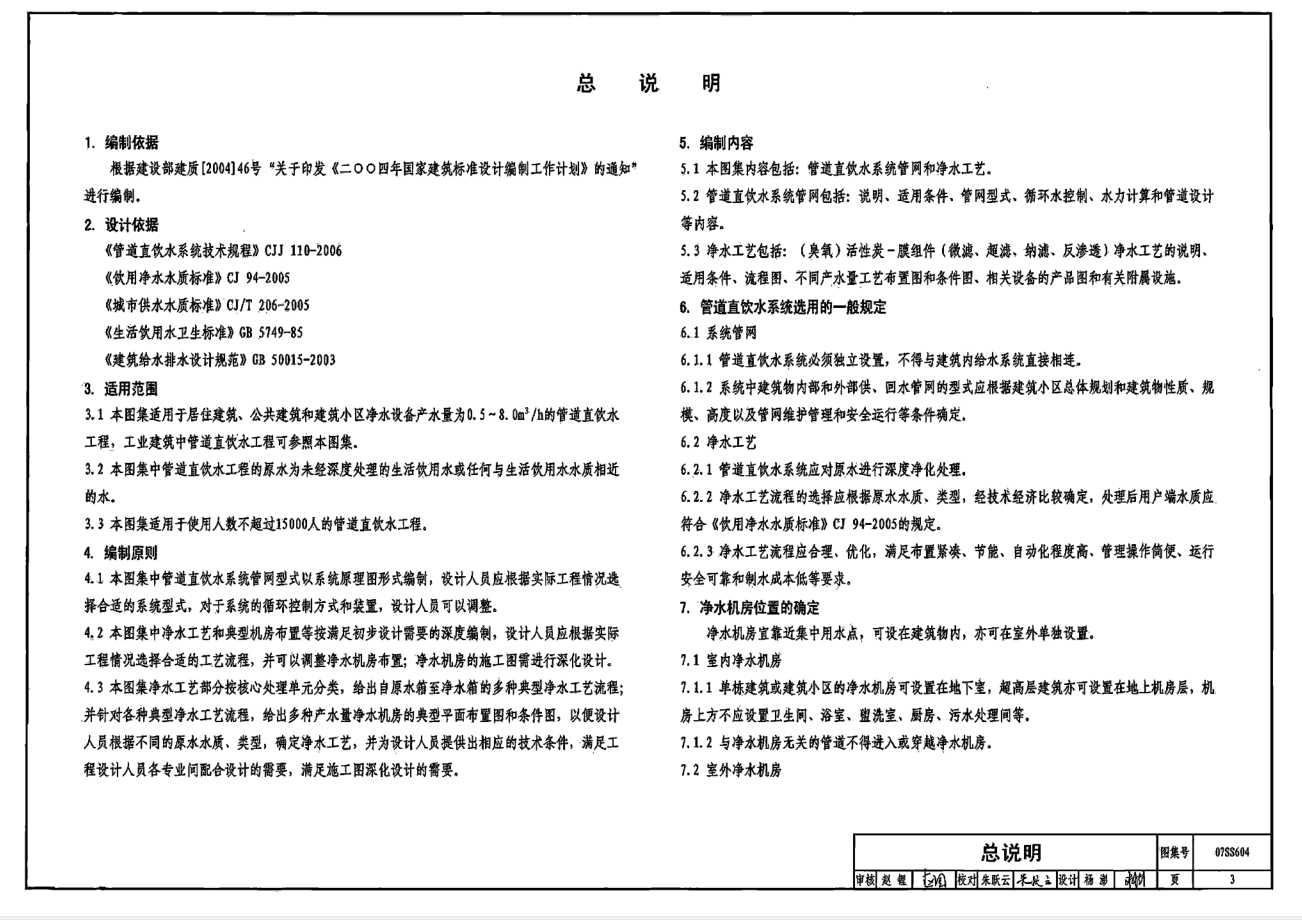 总 说 明
1. 编制依据
根据建设部建质[2004]46号“关于印发《二〇〇四年国家建筑标准设计编制工作计划》的通知”
进行编制。
2. 设计依据
《管道直饮水系统技术规程》CJJ 110-2006
《饮用净水水质标准》CJ 94-2005
《城市供水水质标准》CJ/T 206-2005
《生活饮用水卫生标准》GB 5749-85
《建筑给水排水设计规范》GB 50015-2003
3. 适用范围
3.1 本图集适用于居住建筑、公共建筑和建筑小区净水设备产水量为0.5~8.0m³/h的管道直饮水
工程，工业建筑中管道直饮水工程可参照本图集。
3.2 本图集中管道直饮水工程的原水为未经深度处理的生活饮用水或任何与生活饮用水水质相近
的水。
3.3 本图集适用于使用人数不超过15000人的管道直饮水工程。
4. 编制原则
4.1 本图集中管道直饮水系统管网型式以系统原理图形式编制，设计人员应根据实际工程情况选
择合适的系统型式，对于系统的循环控制方式和装置，设计人员可以调整。
4.2 本图集中净水工艺和典型机房布置等按满足初步设计需要的深度编制，设计人员应根据实际
工程情况选择合适的工艺流程，并可以调整净水机房布置；净水机房的施工图需进行深化设计。
4.3 本图集净水工艺部分按核心处理单元分类，给出自原水箱至净水箱的多种典型净水工艺流程；
并针对各种典型净水工艺流程，给出多种产水量净水机房的典型平面布置图和条件图，以便设计
人员根据不同的原水水质、类型，确定净水工艺，并为设计人员提供出相应的技术条件，满足工
程设计人员各专业间配合设计的需要，满足施工图深化设计的需要。
5. 编制内容
5.1 本图集内容包括：管道直饮水系统管网和净水工艺。
5.2 管道直饮水系统管网包括：说明、适用条件、管网型式、循环水控制、水力计算和管道设计
等内容。
5.3 净水工艺包括：（臭氧）活性炭－膜组件（微滤、超滤、纳滤、反渗透）净水工艺的说明、
适用条件、流程图、不同产水量工艺布置图和条件图、相关设备的产品图和有关附属设施。
6. 管道直饮水系统选用的一般规定
6.1 系统管网
6.1.1 管道直饮水系统必须独立设置，不得与建筑内给水系统直接相连。
6.1.2 系统中建筑物内部和外部供、回水管网的型式应根据建筑小区总体规划和建筑物性质、规
模、高度以及管网维护管理和安全运行等条件确定。
6.2 净水工艺
6.2.1 管道直饮水系统应对原水进行深度净化处理。
6.2.2 净水工艺流程的选择应根据原水水质、类型，经技术经济比较确定，处理后用户端水质应
符合《饮用净水水质标准》CJ 94-2005的规定。
6.2.3 净水工艺流程应合理、优化，满足布置紧凑、节能、自动化程度高、管理操作简便、运行
安全可靠和制水成本低等要求。
7. 净水机房位置的确定
净水机房宜靠近集中用水点，可设在建筑物内，亦可在室外单独设置。
7.1 室内净水机房
7.1.1 单栋建筑或建筑小区的净水机房可设置在地下室，超高层建筑亦可设置在地上机房层，机
房上方不应设置卫生间、浴室、盥洗室、厨房、污水处理间等。
7.1.2 与净水机房无关的管道不得进入或穿越净水机房。
7.2 室外净水机房
总说明 图集号 07SS604
审核 赵锂 校对 朱跃云 设计 杨澎 页 3